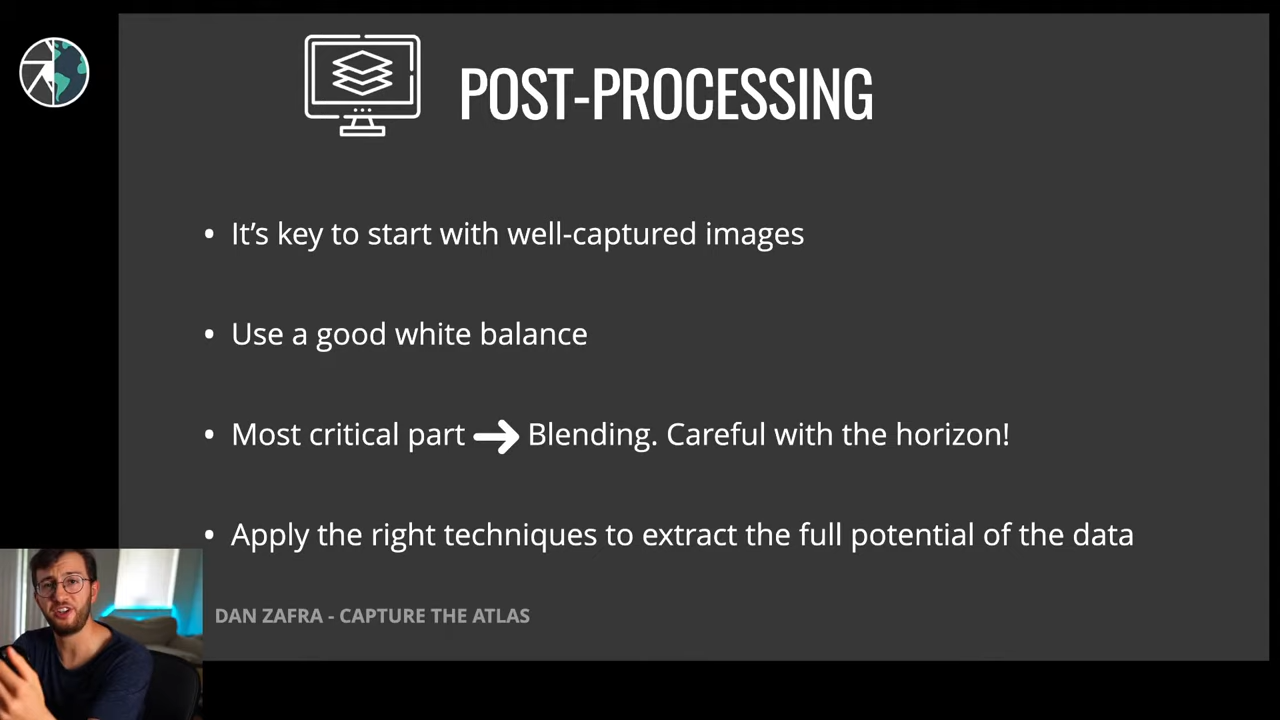 POST-PROCESSING
• It’s key to start with well-captured images
• Use a good white balance
• Most critical part → Blending. Careful with the horizon!
• Apply the right techniques to extract the full potential of the data
DAN ZAFRA - CAPTURE THE ATLAS